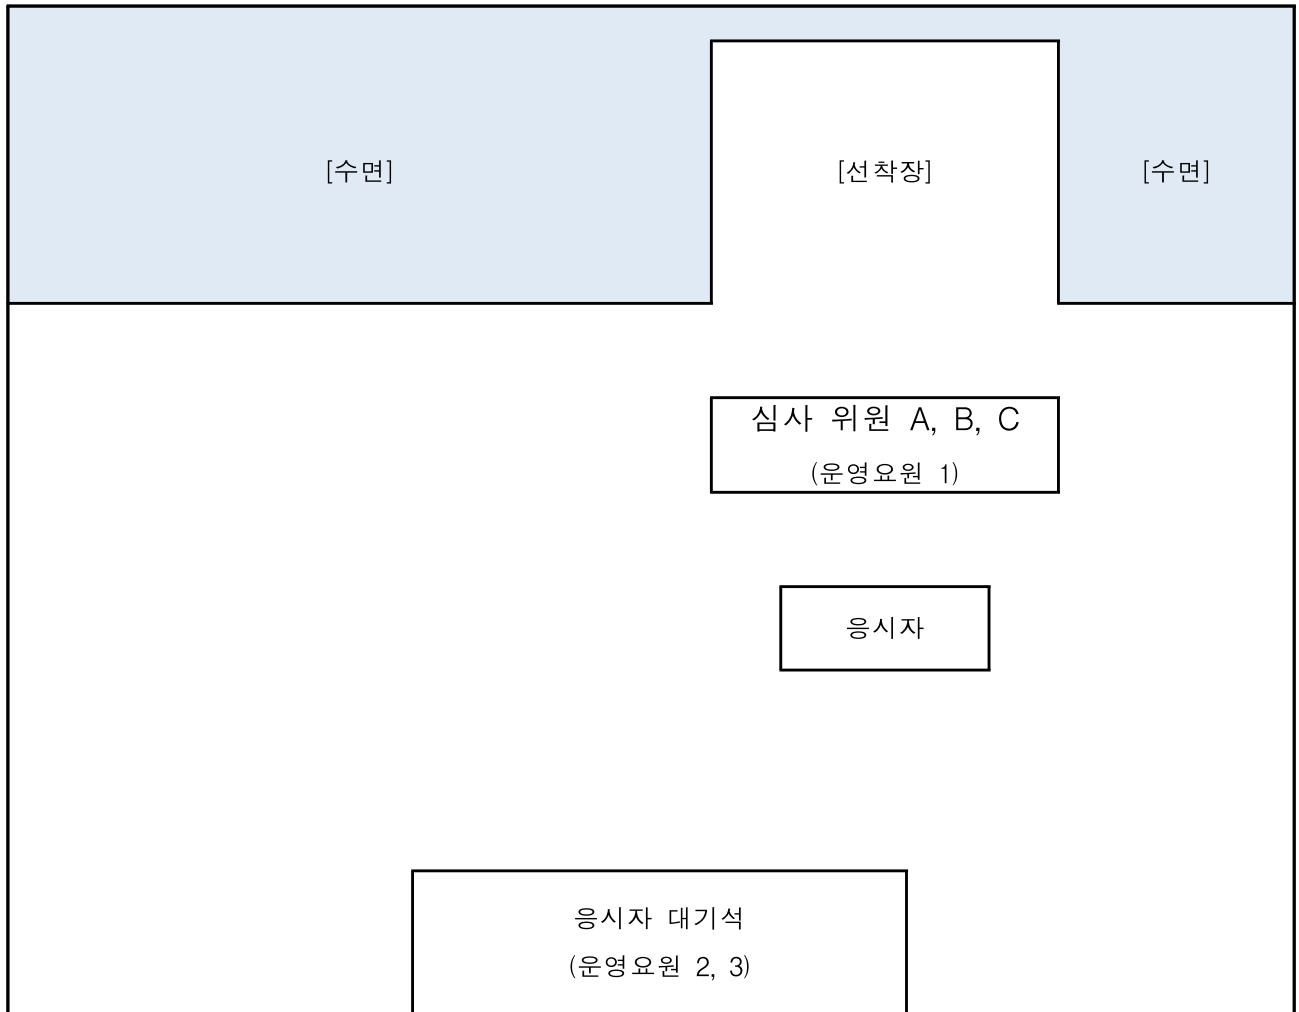 [수면]
[선착장]
[수면]
심사 위원 A, B, C
(운영요원 1)
응시자
응시자 대기석
(운영요원 2, 3)